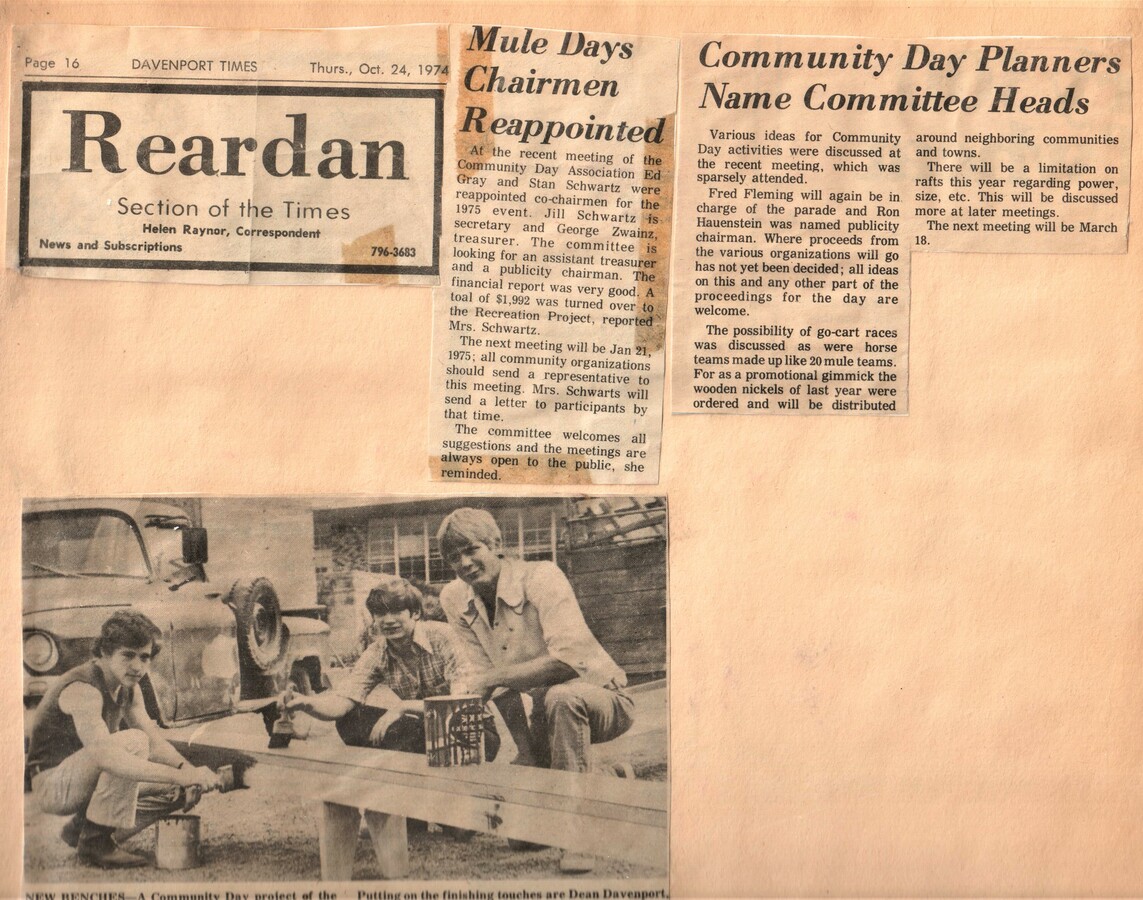 Page 16 DAVENPORT TIMES Thurs., Oct. 24, 1974
Reardan
Section of the Times
Helen Raynor, Correspondent
News and Subscriptions 796-3683
Mule Days
Chairmen
Reappointed
At the recent meeting of the
Community Day Association Ed
Gray and Stan Schwartz were
reappointed co-chairmen for the
1975 event. Jill Schwartz is
secretary and George Zwainz,
treasurer. The committee is
looking for an assistant treasurer
and a publicity chairman. The
financial report was very good. A
toal of $1,992 was turned over to
the Recreation Project, reported
Mrs. Schwartz.
The next meeting will be Jan 21,
1975; all community organizations
should send a representative to
this meeting. Mrs. Schwarts will
send a letter to participants by
that time.
The committee welcomes all
suggestions and the meetings are
always open to the public, she
reminded.
Community Day Planners
Name Committee Heads
Various ideas for Community
Day activities were discussed at
the recent meeting, which was
sparsely attended.
Fred Fleming will again be in
charge of the parade and Ron
Hauenstein was named publicity
chairman. Where proceeds from
the various organizations will go
has not yet been decided; all ideas
on this and any other part of the
proceedings for the day are
welcome.
The possibility of go-cart races
was discussed as were horse
teams made up like 20 mule teams.
For as a promotional gimmick the
wooden nickels of last year were
ordered and will be distributed
around neighboring communities
and towns.
There will be a limitation on
rafts this year regarding power,
size, etc. This will be discussed
more at later meetings.
The next meeting will be March
18.
NEW BENCHES—A Community Day project of the
Putting on the finishing touches are Dean Davenport,